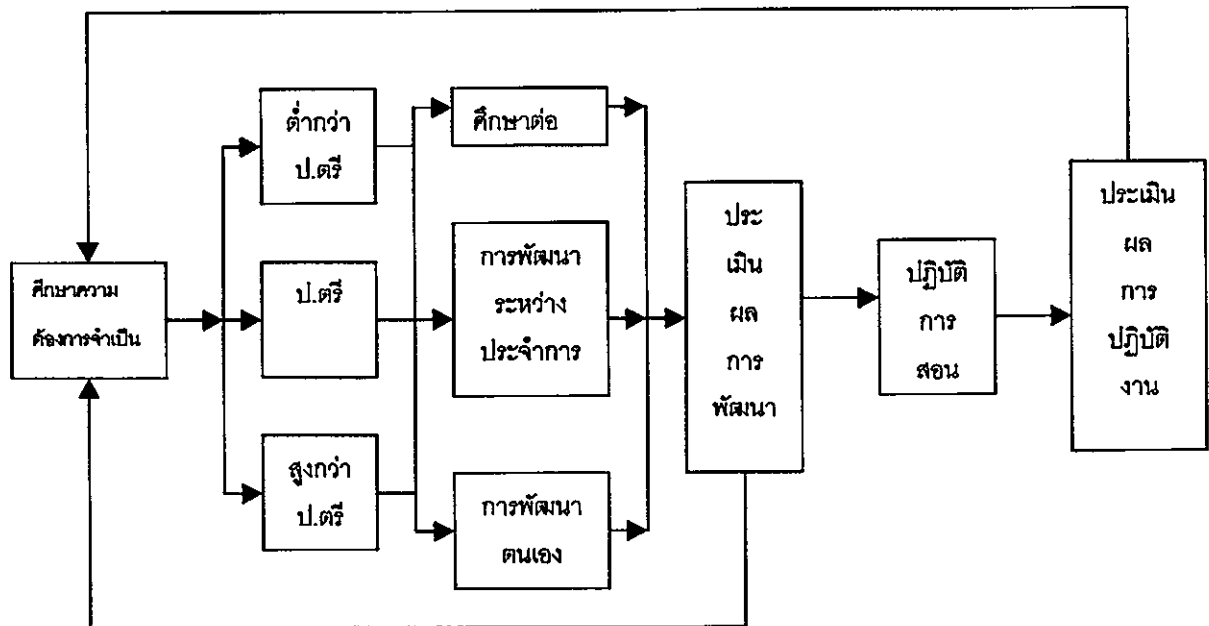 ศึกษาความ
ต้องการจำเป็น
ต่ำกว่า
ป.ตรี
ป.ตรี
สูงกว่า
ป.ตรี
ศึกษาต่อ
การพัฒนา
ระหว่าง
ประจำการ
การพัฒนา
ตนเอง
ประ
เมิน
ผล
การ
พัฒนา
ปฏิบัติ
การ
สอน
ประเมิน
ผล
การ
ปฏิบัติ
งาน